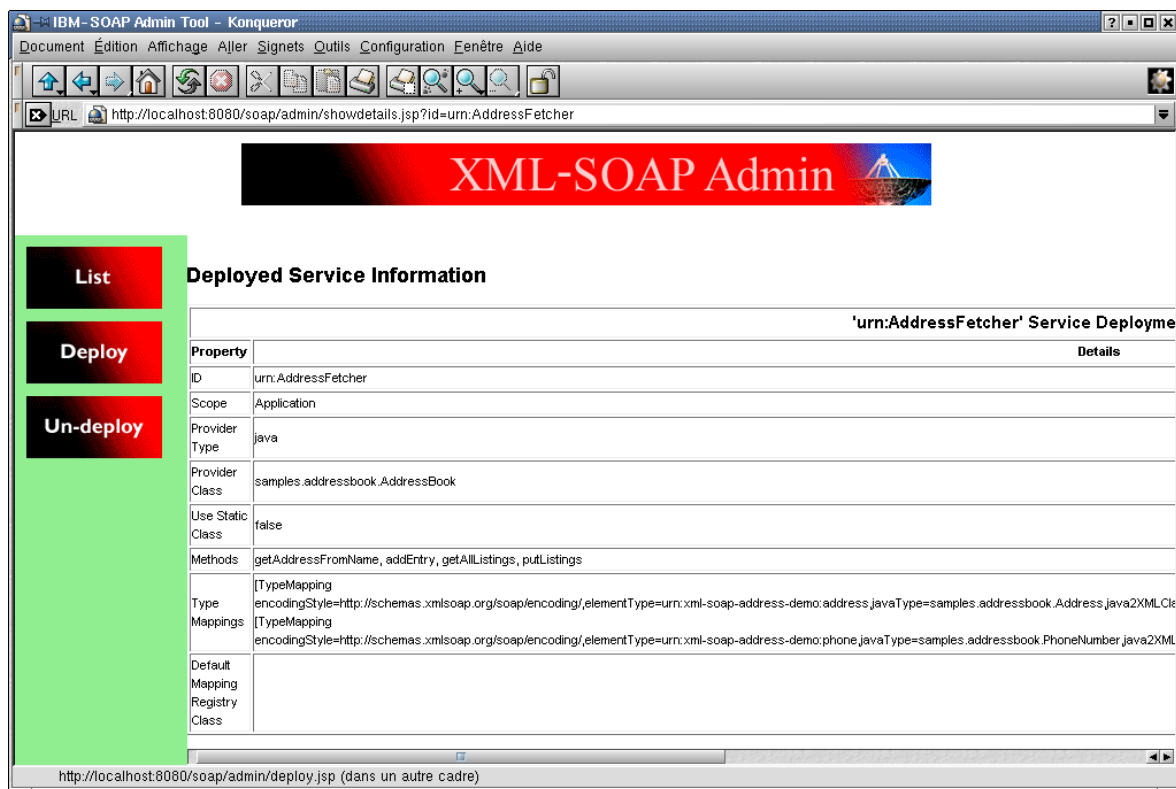 IBM-SOAP Admin Tool - Konqueror
Document Édition Affichage Aller Signets Outils Configuration Fenêtre Aide
URL http://localhost:8080/soap/admin/showdetails.jsp?id=urn:AddressFetcher
XML-SOAP Admin
List
Deploy
Un-deploy
Deployed Service Information
'urn:AddressFetcher' Service Deployme
Property Details
ID urn:AddressFetcher
Scope Application
Provider
Type
java
Provider
Class
samples.addressbook.AddressBook
Use Static
Class
false
Methods getAddressFromName, addEntry, getAllListings, putListings
Type
Mappings
[TypeMapping
encodingStyle=http://schemas.xmlsoap.org/soap/encoding/,elementType=urn:xml-soap-address-demo:address,javaType=samples.addressbook.Address,java2XMLCla
[TypeMapping
encodingStyle=http://schemas.xmlsoap.org/soap/encoding/,elementType=urn:xml-soap-address-demo:phone,javaType=samples.addressbook.PhoneNumber,java2XML
Default
Mapping
Registry
Class
http://localhost:8080/soap/admin/deploy.jsp (dans un autre cadre)